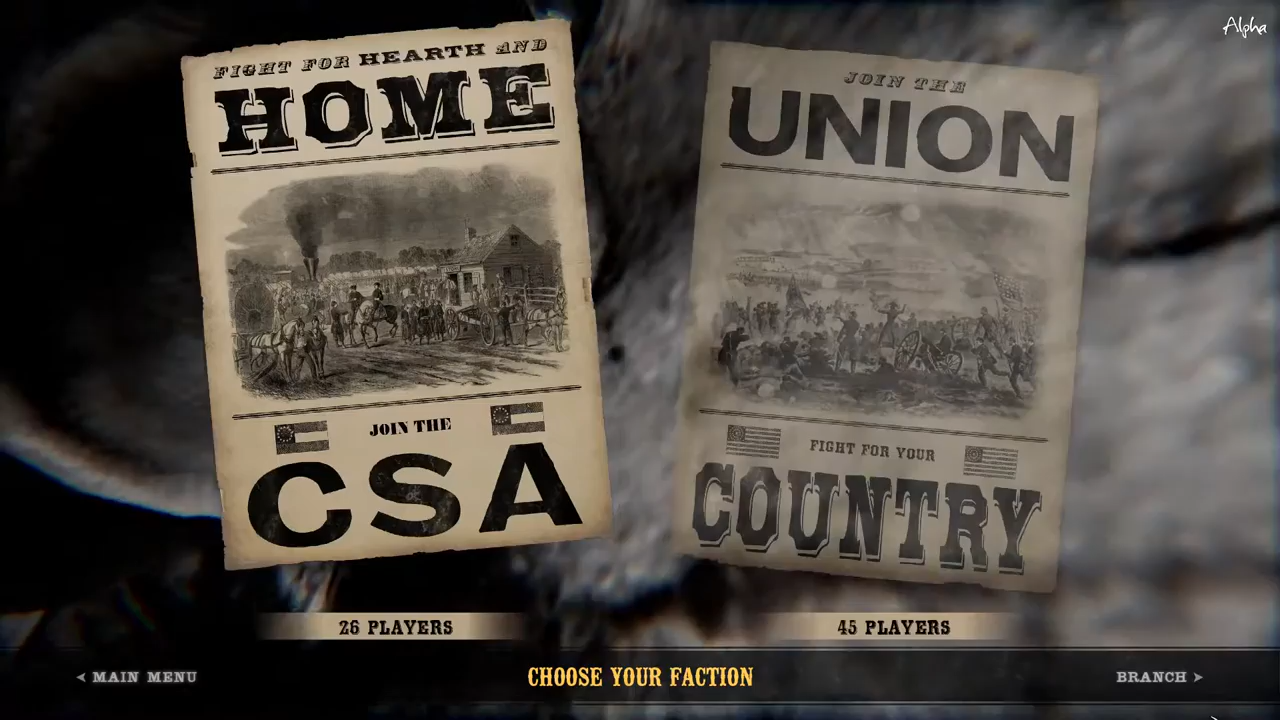 Alpha
FIGHT FOR HEARTH AND
HOME
JOIN THE
CSA
26 PLAYERS
JOIN THE
UNION
FIGHT FOR YOUR
COUNTRY
45 PLAYERS
MAIN MENU
CHOOSE YOUR FACTION
BRANCH